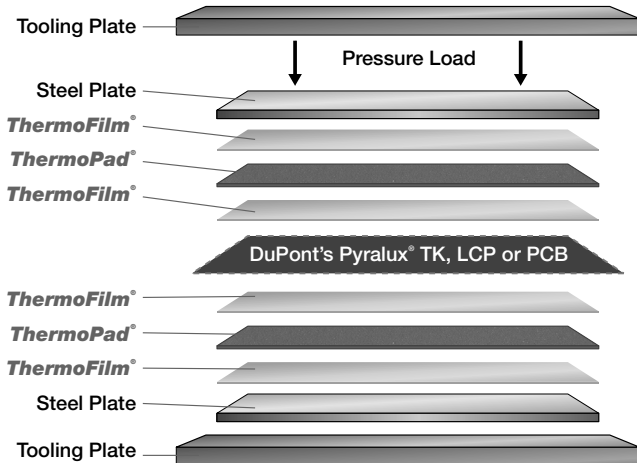 Tooling Plate
Pressure Load
Steel Plate
ThermoFilm®
ThermoPad®
ThermoFilm®
DuPont's Pyralux® TK, LCP or PCB
ThermoFilm®
ThermoPad®
ThermoFilm®
Steel Plate
Tooling Plate